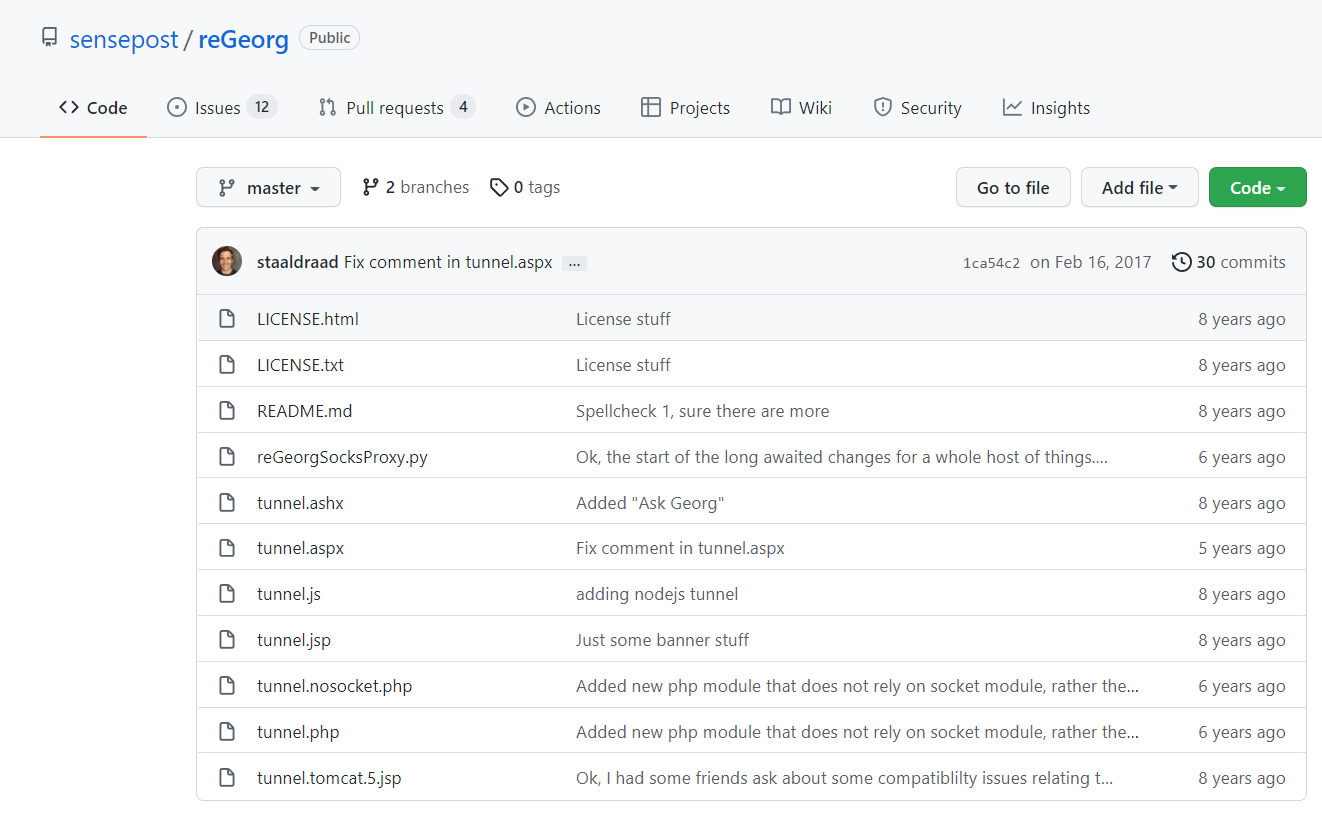 sensepost / reGeorg Public
Code Issues 12 Pull requests 4 Actions Projects Wiki Security Insights
master 2 branches 0 tags Go to file Add file Code
staaldraad Fix comment in tunnel.aspx ... 1ca54c2 on Feb 16, 2017 30 commits
LICENSE.html License stuff 8 years ago
LICENSE.txt License stuff 8 years ago
README.md Spellcheck 1, sure there are more 8 years ago
reGeorgSocksProxy.py Ok, the start of the long awaited changes for a whole host of things.... 6 years ago
tunnel.ashx Added "Ask Georg" 8 years ago
tunnel.aspx Fix comment in tunnel.aspx 5 years ago
tunnel.js adding nodejs tunnel 8 years ago
tunnel.jsp Just some banner stuff 8 years ago
tunnel.nosocket.php Added new php module that does not rely on socket module, rather the... 6 years ago
tunnel.php Added new php module that does not rely on socket module, rather the... 6 years ago
tunnel.tomcat.5.jsp Ok, I had some friends ask about some compatiblilty issues relating t... 8 years ago